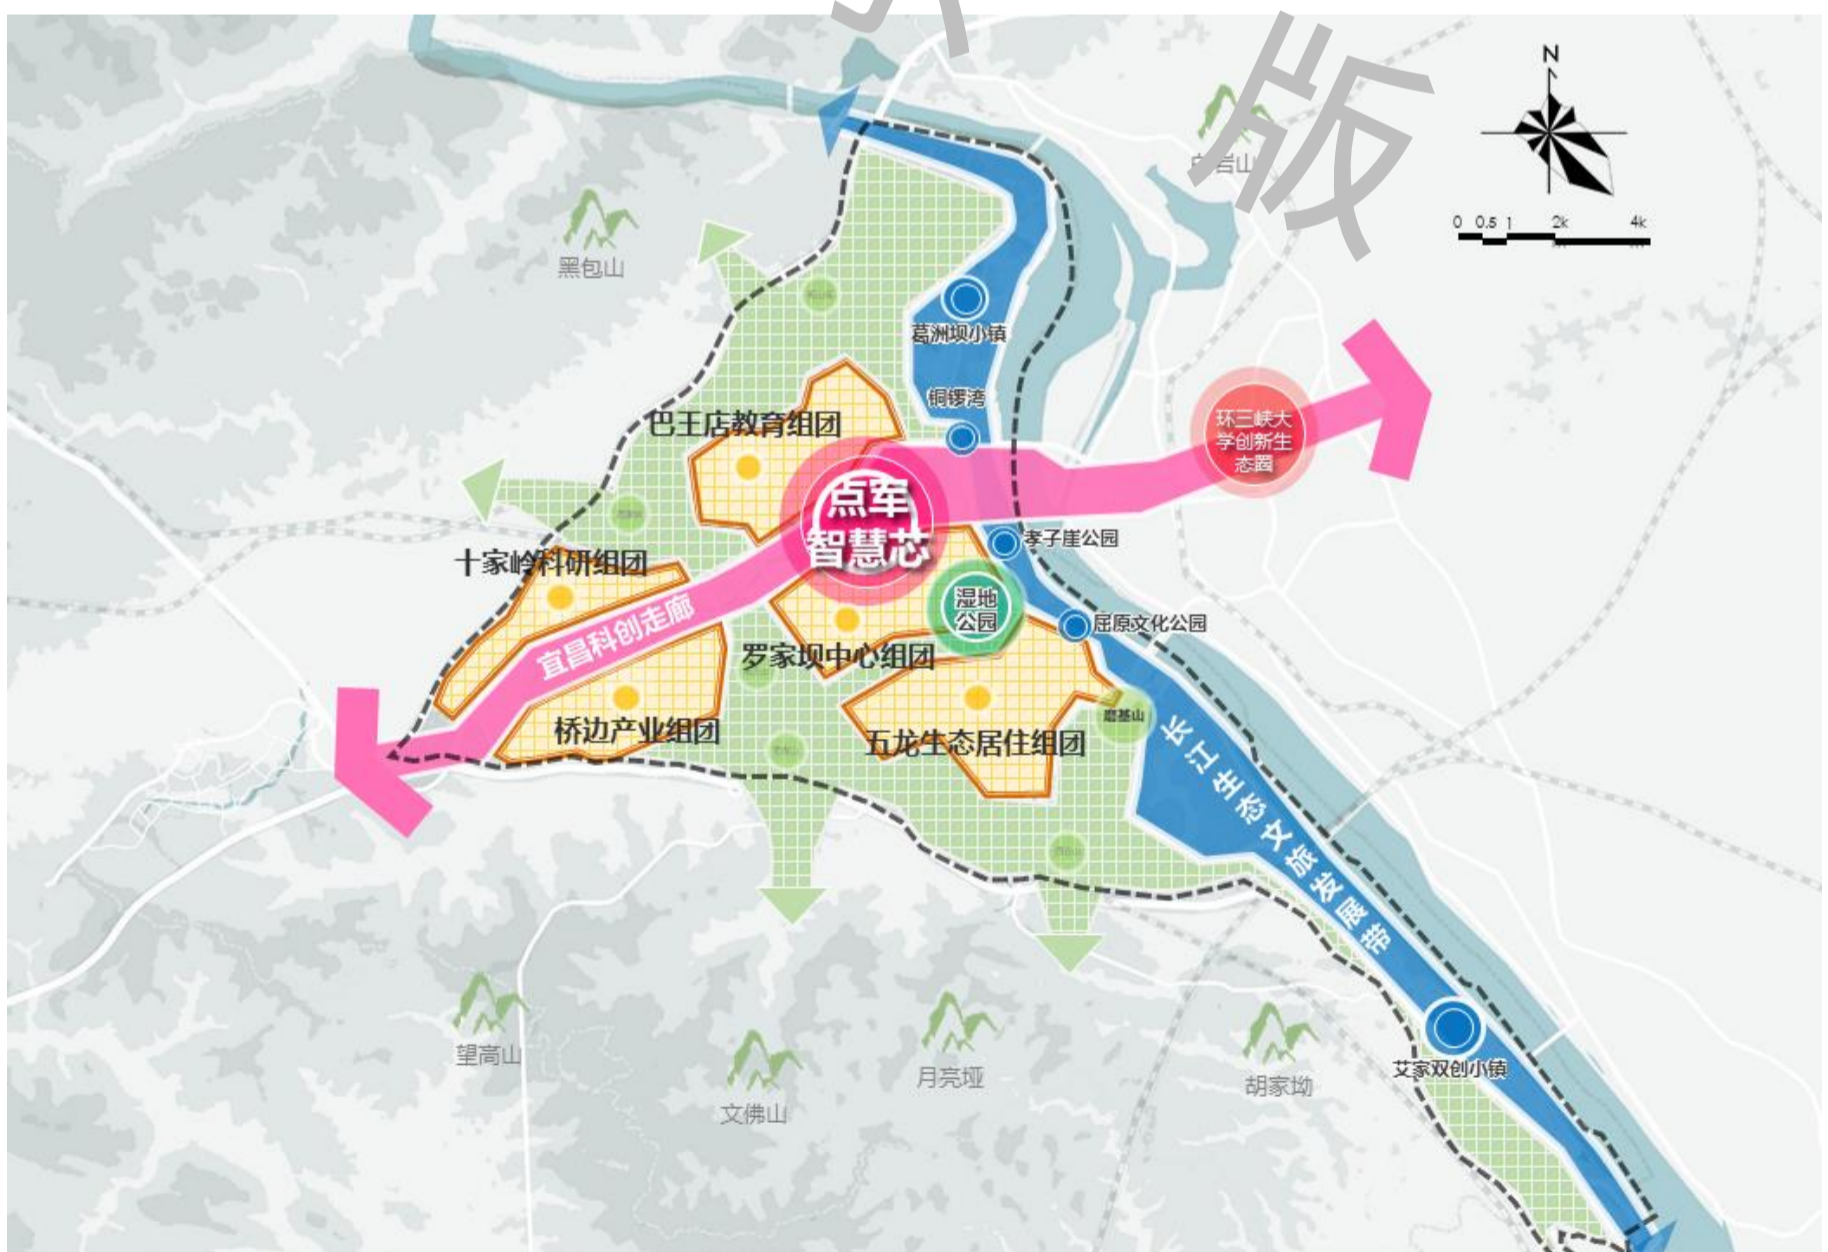 版
N
0 0.5 1 2k 4k
岩山
黑包山
葛洲坝小镇
铜锣湾
巴王店教育组团
环三峡大
学创新生
态圈
点军
智慧芯
孝子崖公园
十家岭科研组团
湿地
公园
屈原文化公园
宜昌科创走廊
罗家坝中心组团
桥边产业组团
磨基山
五龙生态居住组团
长江生态文旅发展带
望高山
文佛山
月亮垭
胡家坳
艾家双创小镇